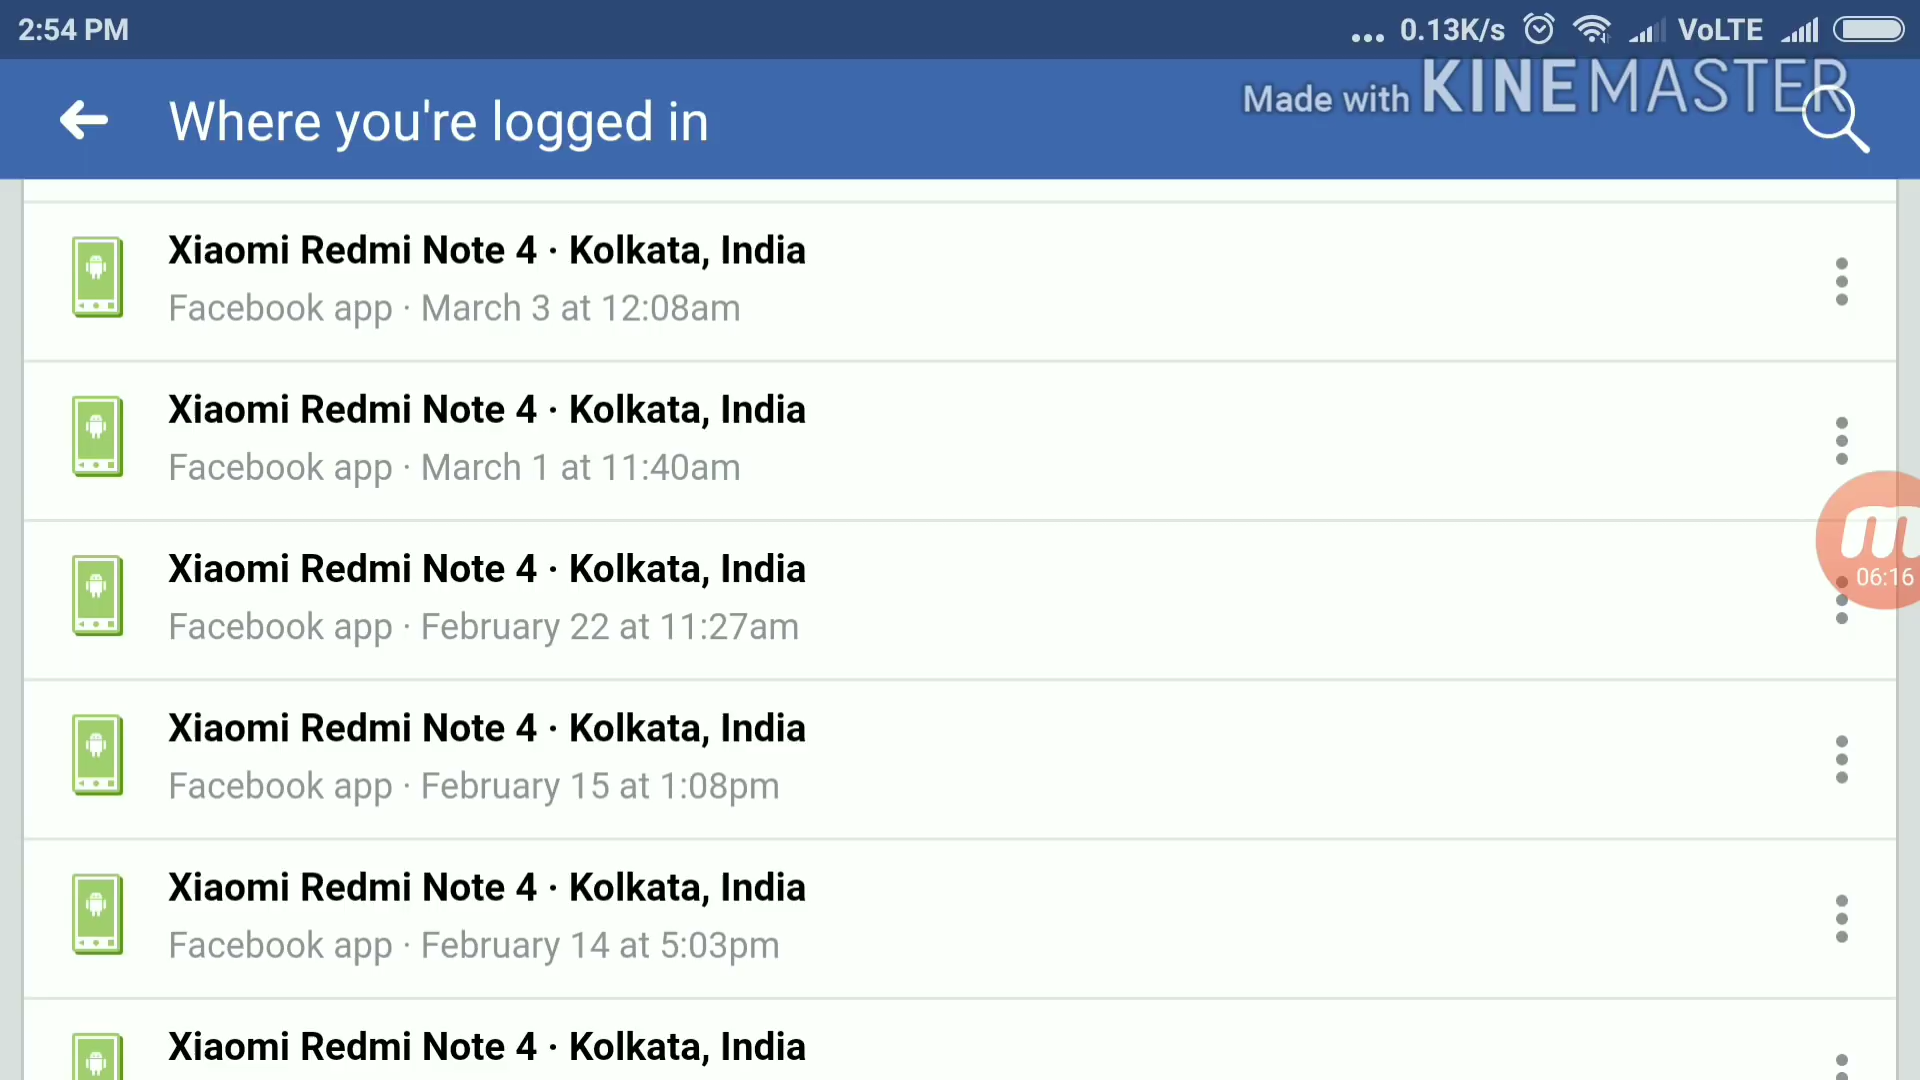 2:54 PM
... 0.13K/s VoLTE
Made with KINEMASTER
Where you're logged in
Xiaomi Redmi Note 4 · Kolkata, India
Facebook app · March 3 at 12:08am
Xiaomi Redmi Note 4 · Kolkata, India
Facebook app · March 1 at 11:40am
Xiaomi Redmi Note 4 · Kolkata, India
06:16
Facebook app · February 22 at 11:27am
Xiaomi Redmi Note 4 · Kolkata, India
Facebook app · February 15 at 1:08pm
Xiaomi Redmi Note 4 · Kolkata, India
Facebook app · February 14 at 5:03pm
Xiaomi Redmi Note 4 · Kolkata, India